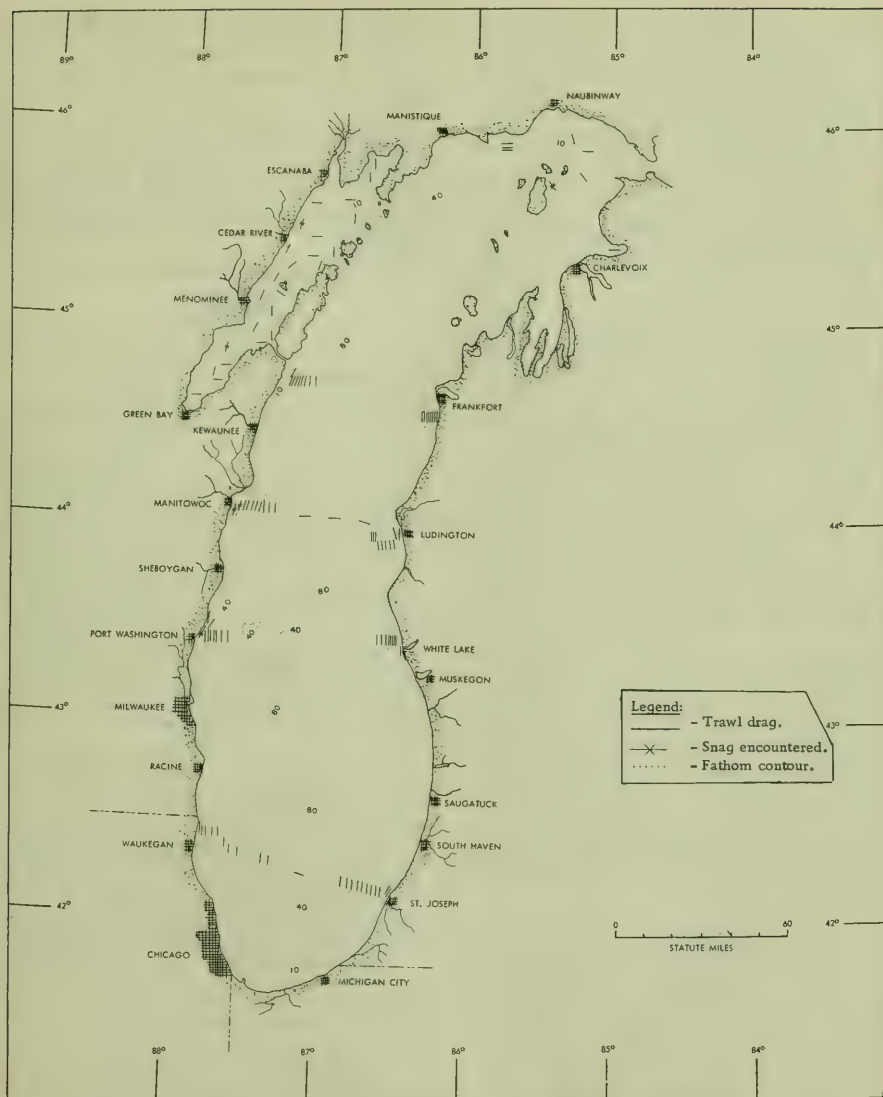 89°
88°
87°
86°
85°
84°
46°
46°
NAUBINWAY
MANISTIQUE
10
ESCANABA
40
10
CEDAR RIVER
CHARLEVOIX
MENOMINEE
45°
45°
80
10
GREEN BAY
FRANKFORT
KEWAUNEE
MANITOWOC
44°
44°
LUDINGTON
SHEBOYGAN
80
40
40
40
PORT WASHINGTON
WHITE LAKE
MUSKEGON
Legend:
- Trawl drag.
- Snag encountered.
- Fathom contour.
MILWAUKEE
43°
43°
80
RACINE
SAUGATUCK
80
WAUKEGAN
SOUTH HAVEN
42°
42°
ST. JOSEPH
40
0 60
STATUTE MILES
CHICAGO
10
MICHIGAN CITY
88°
87°
86°
85°
84°